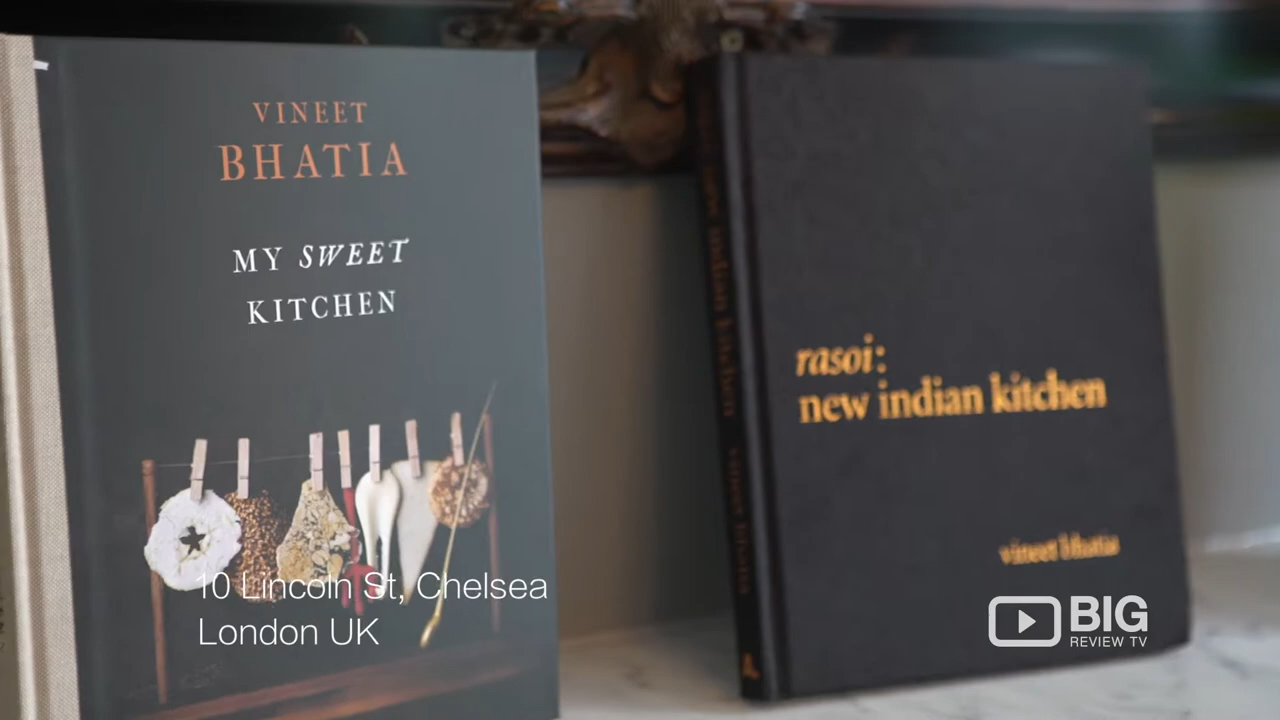 VINEET
BHATIA
MY SWEET
KITCHEN
rasoi:
new indian kitchen
vineet bhatia
10 Lincoln St, Chelsea
London UK
BIG
REVIEW TV